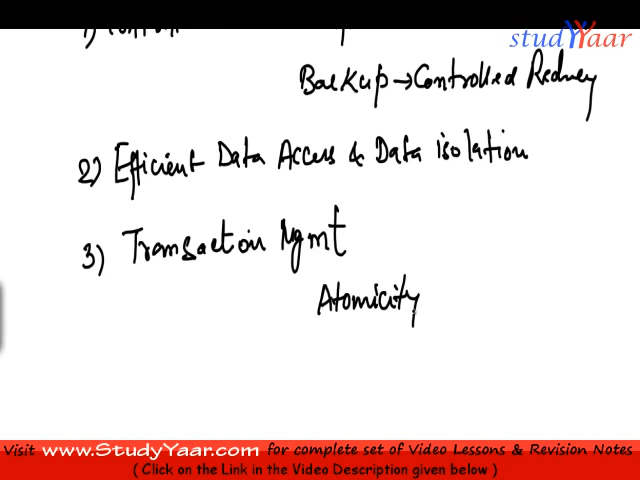 studYYaar
Backup → Controlled
2) Efficient Data Access & Data isolation
3) Transaction Mgmt
Atomicity
Visit www.StudyYaar.com for complete set of Video Lessons & Revision Notes
( Click on the Link in the Video Description given below )